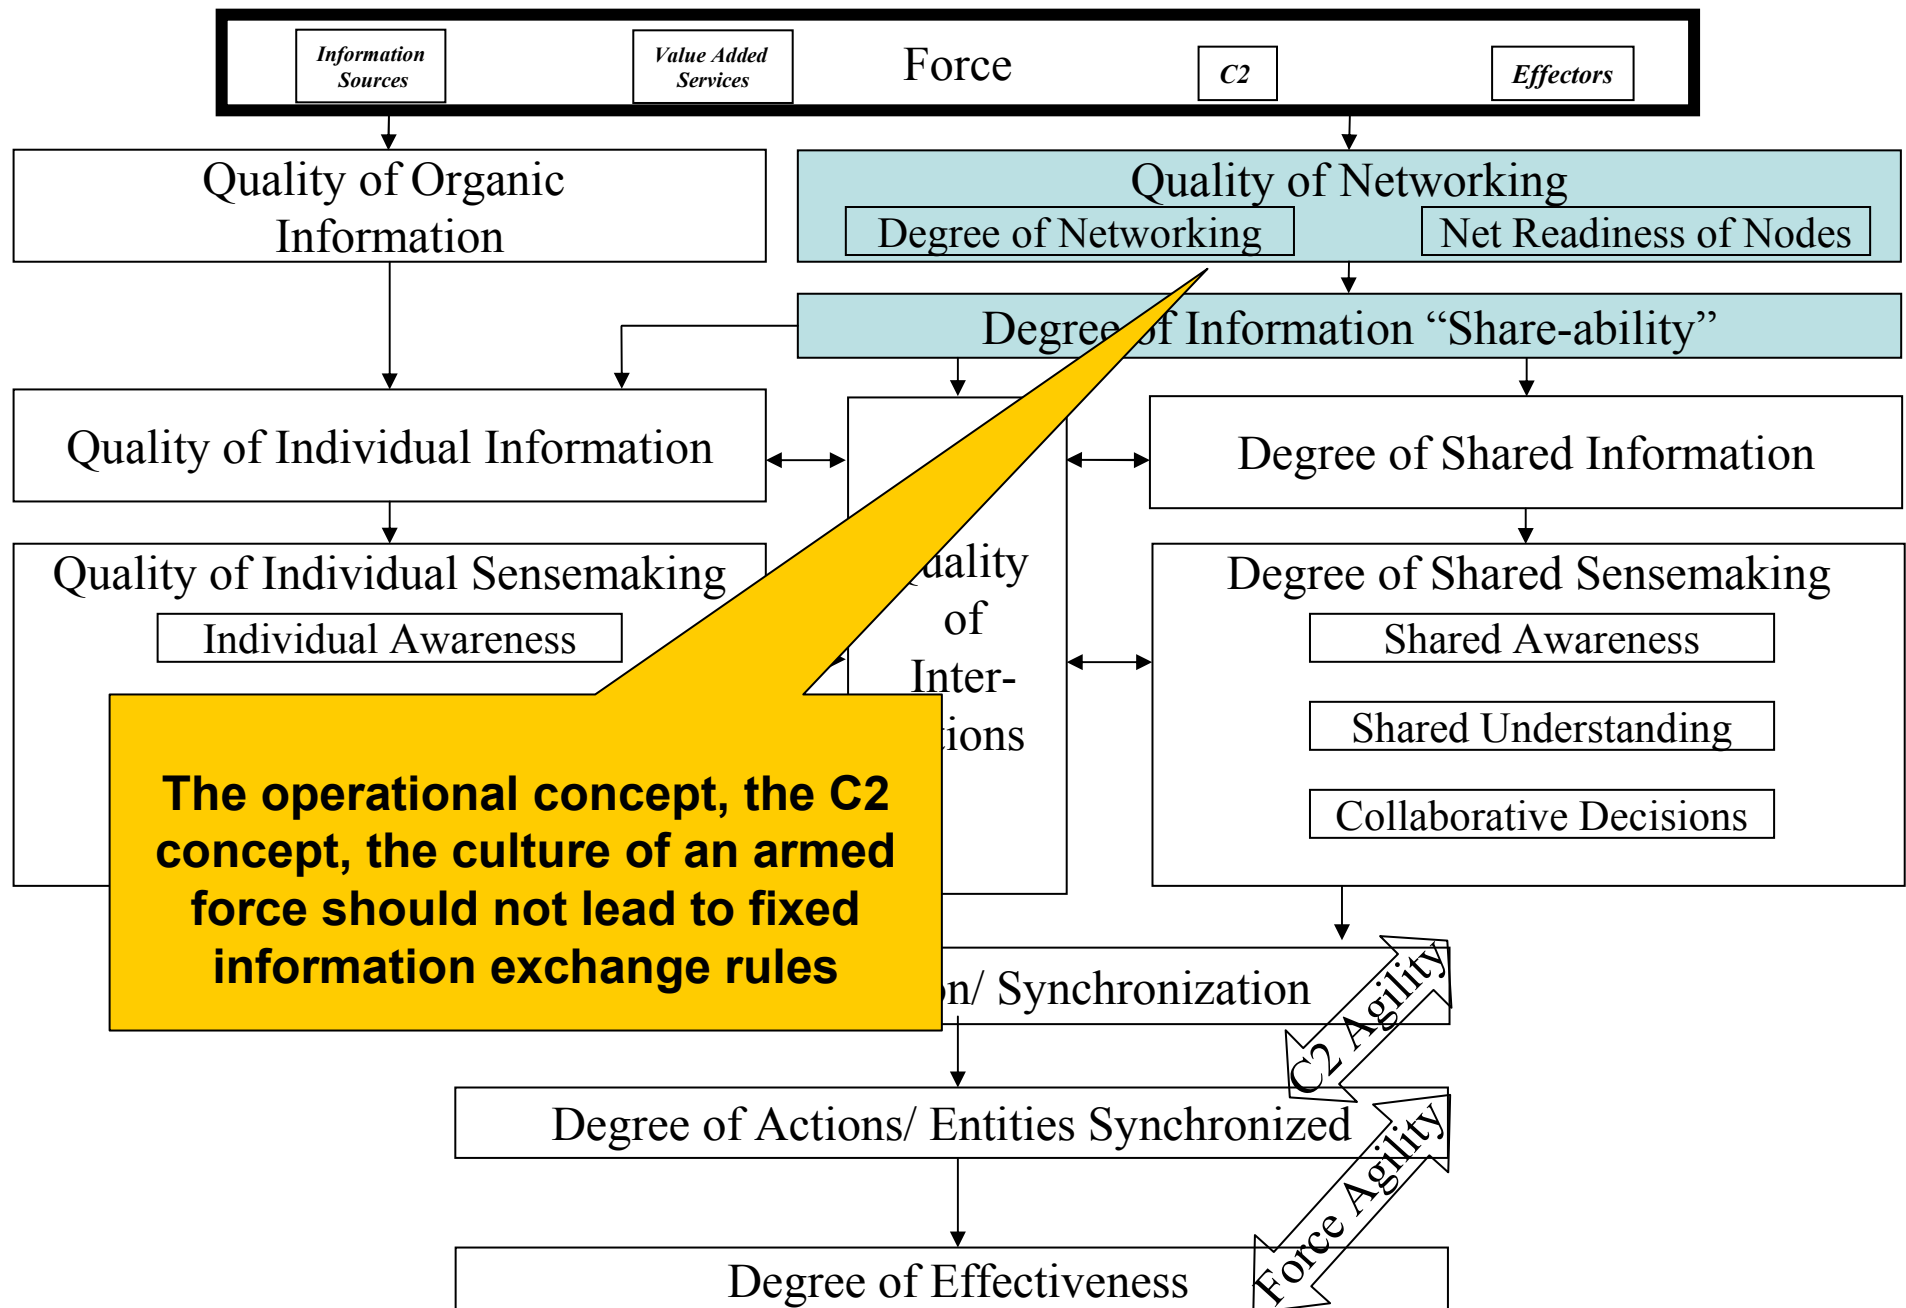 Information
Sources
Value Added
Services
Force
C2
Effectors
Quality of Organic
Information
Quality of Networking
Degree of Networking
Net Readiness of Nodes
Degree of Information “Share-ability”
Quality of Individual Information
Degree of Shared Information
Quality of Individual Sensemaking
Individual Awareness
of
Inter-
Degree of Shared Sensemaking
Shared Awareness
Shared Understanding
Collaborative Decisions
The operational concept, the C2
concept, the culture of an armed
force should not lead to fixed
information exchange rules
/ Synchronization
C2 Agility
Degree of Actions/ Entities Synchronized
Force Agility
Degree of Effectiveness